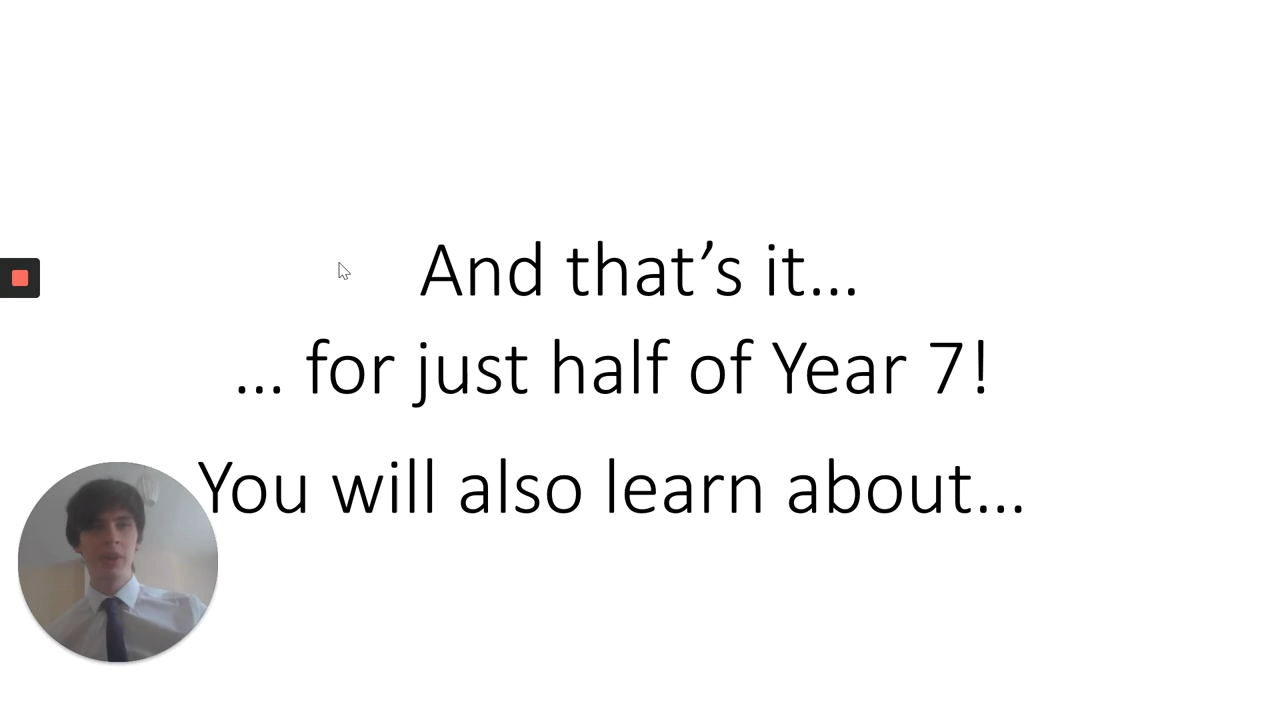 And that’s it…
… for just half of Year 7!
You will also learn about…